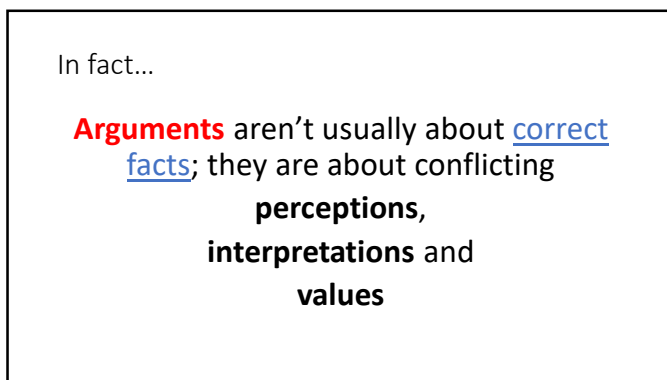 In fact…
Arguments aren’t usually about correct
facts; they are about conflicting
perceptions,
interpretations and
values